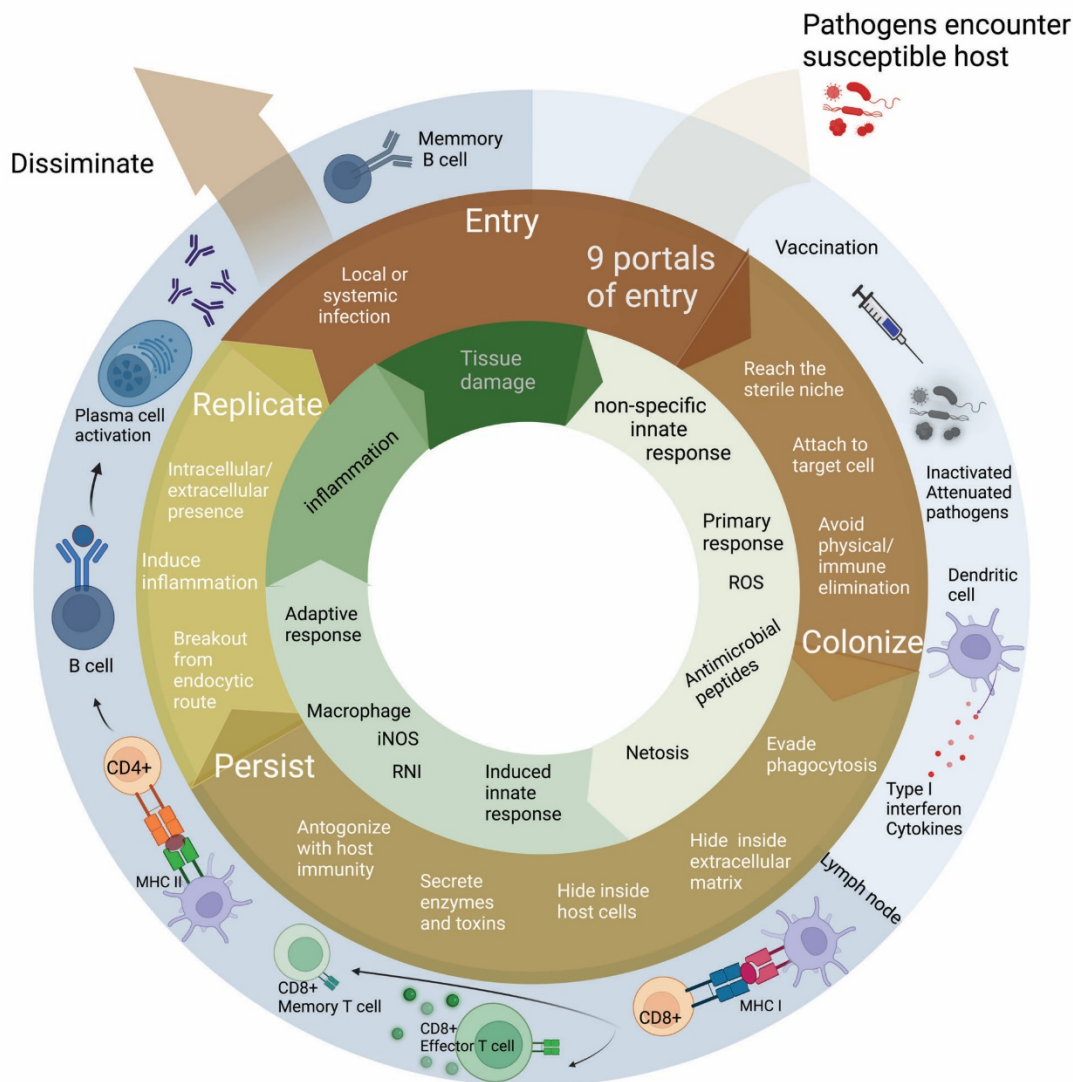 Pathogens encounter
susceptible host
Dissiminate
Memmory
B cell
Entry
9 portals
of entry
Local or
systemic
infection
Vaccination
Tissue
damage
Reach the
sterile niche
non-specific
innate
response
Replicate
Plasma cell
activation
inflammation
Attach to
target cell
Inactivated
Attenuated
pathogens
Intracellular/
extracellular
presence
Primary
response
ROS
Avoid
physical/
immune
elimination
Induce
inflammation
Dendritic
cell
Adaptive
response
Colonize
B cell
Breakout
from
endocytic
route
Antimicrobial
peptides
Macrophage
iNOS
RNI
Netosis
Induced
innate
response
Persist
Evade
phagocytosis
CD4+
MHC II
Type I
interferon
Cytokines
Antogonize
with host
immunity
Secrete
enzymes
and toxins
Hide inside
host cells
Hide inside
extracellular
matrix
Lymph node
CD8+
MHC I
CD8+
Memory T cell
CD8+
Effector T cell